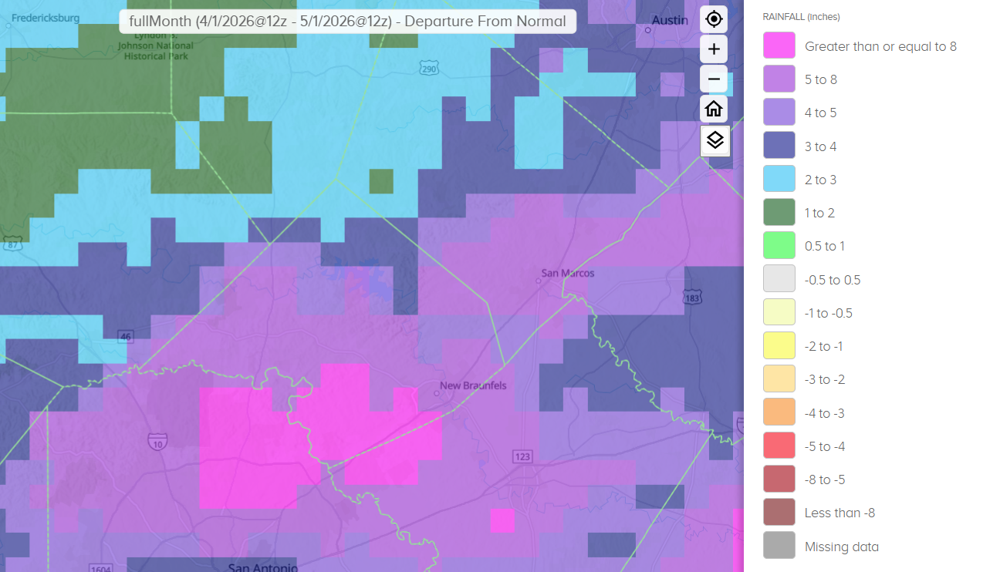 fullMonth (4/1/2026@12z - 5/1/2026@12z) - Departure From Normal
Fredericksburg
Austin
Lyndon B.
Johnson National
Historical Park
290
87
San Marcos
183
46
New Braunfels
10
123
1604
San Antonio
RAINFALL (inches)
Greater than or equal to 8
5 to 8
4 to 5
3 to 4
2 to 3
1 to 2
0.5 to 1
-0.5 to 0.5
-1 to -0.5
-2 to -1
-3 to -2
-4 to -3
-5 to -4
-8 to -5
Less than -8
Missing data